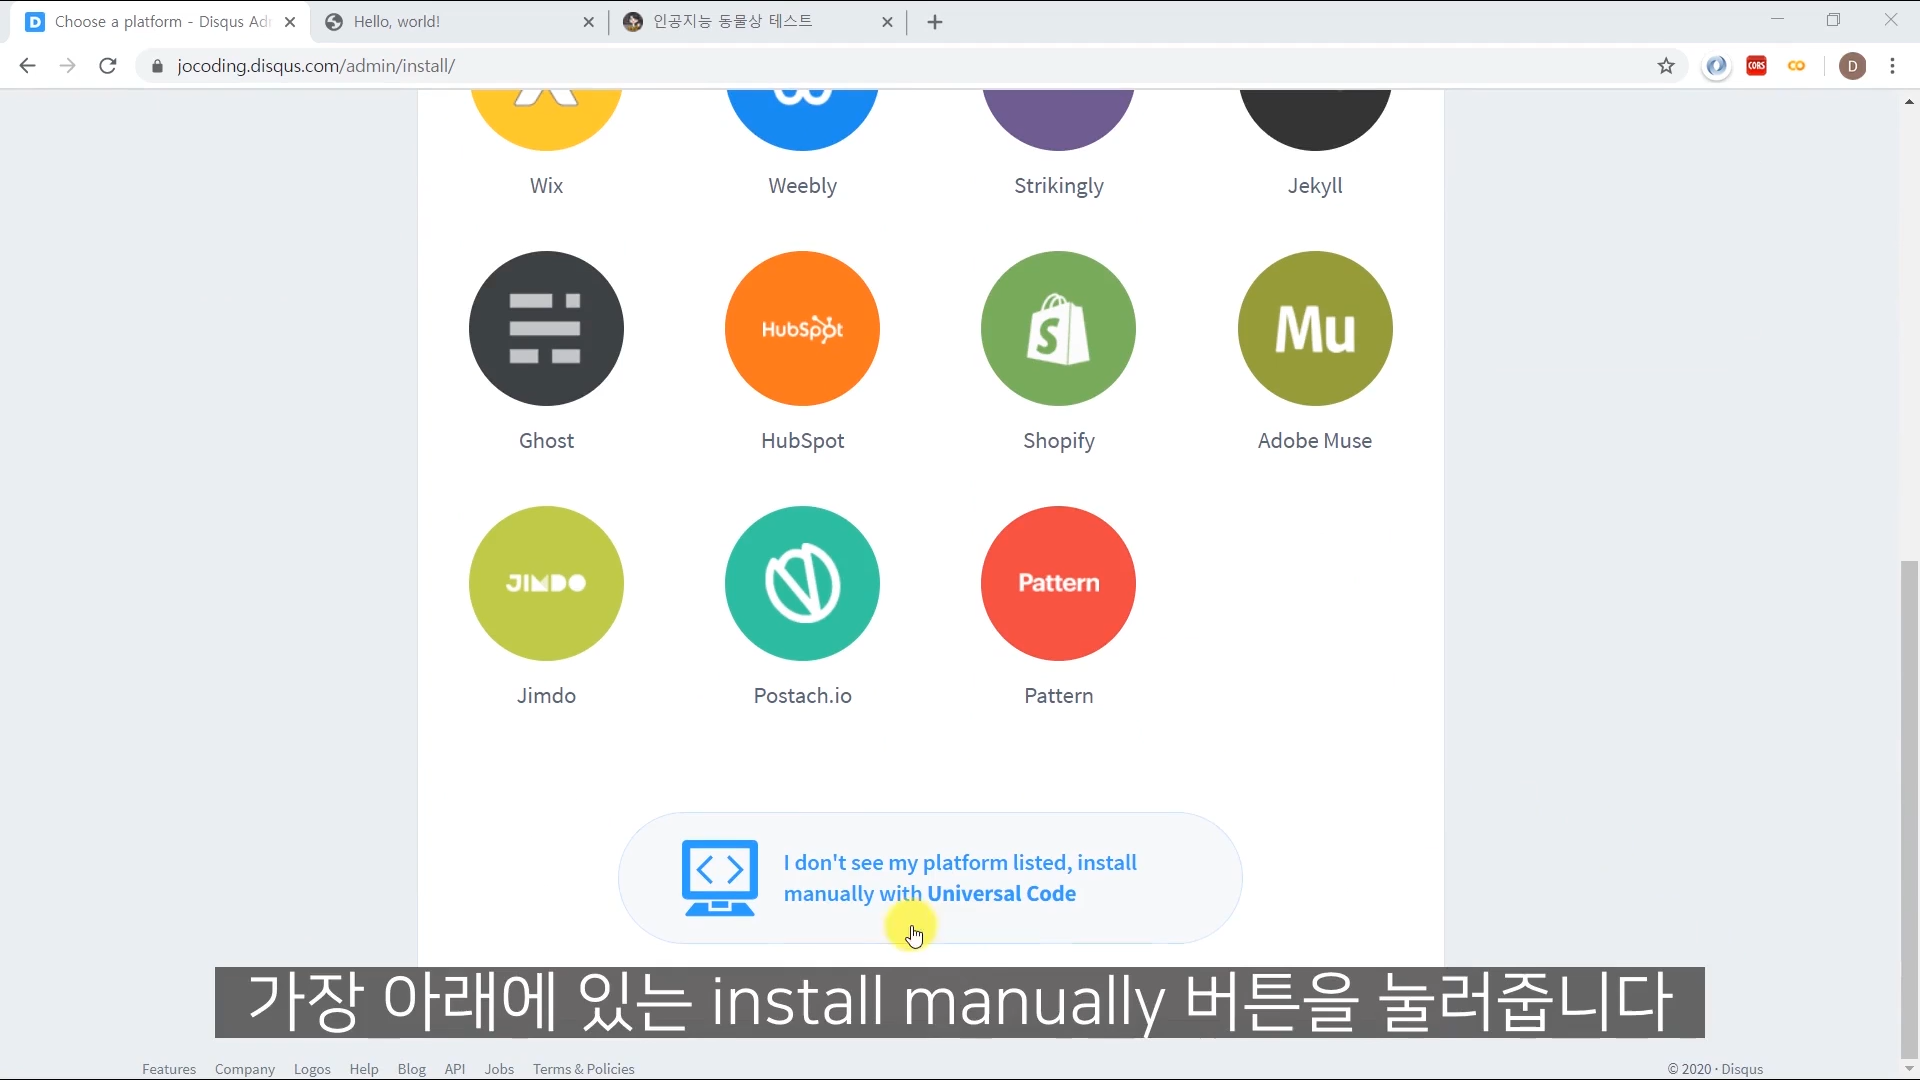 Choose a platform - Disqus Ad
Hello, world!
인공지능 동물상 테스트
jocoding.disqus.com/admin/install/
CORS
D
Wix
Weebly
Strikingly
Jekyll
HubSpot
Mu
Ghost
HubSpot
Shopify
Adobe Muse
JIMDO
Pattern
Jimdo
Postach.io
Pattern
I don't see my platform listed, install
manually with Universal Code
가장 아래에 있는 install manually 버튼을 눌러줍니다
Features Company Logos Help Blog API Jobs Terms & Policies
© 2020 · Disqus